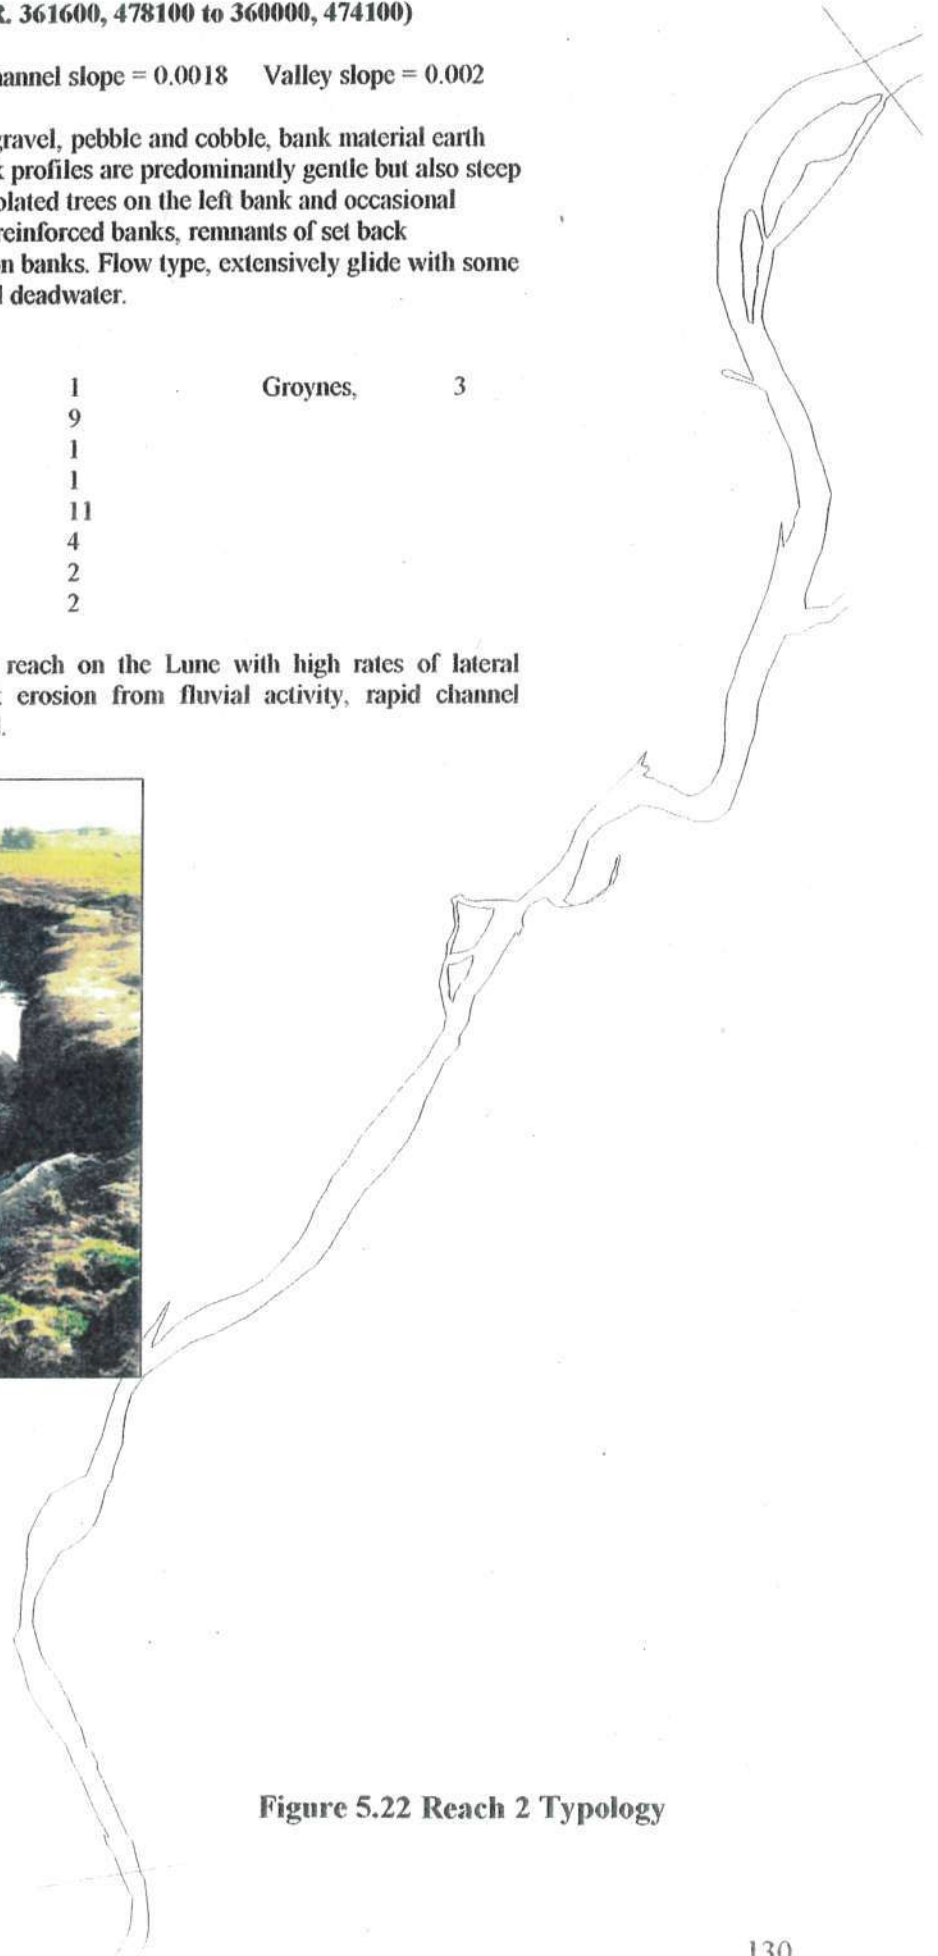 R. 361600, 478100 to 360000, 474100)
hannel slope = 0.0018 Valley slope = 0.002
gravel, pebble and cobble, bank material earth
k profiles are predominantly gentle but also steep
olated trees on the left bank and occasional
reinforced banks, remnants of set back
n banks. Flow type, extensively glide with some
d deadwater.
1 Groynes, 3
9
1
1
11
4
2
2
reach on the Lune with high rates of lateral
erosion from fluvial activity, rapid channel
Figure 5.22 Reach 2 Typology
130